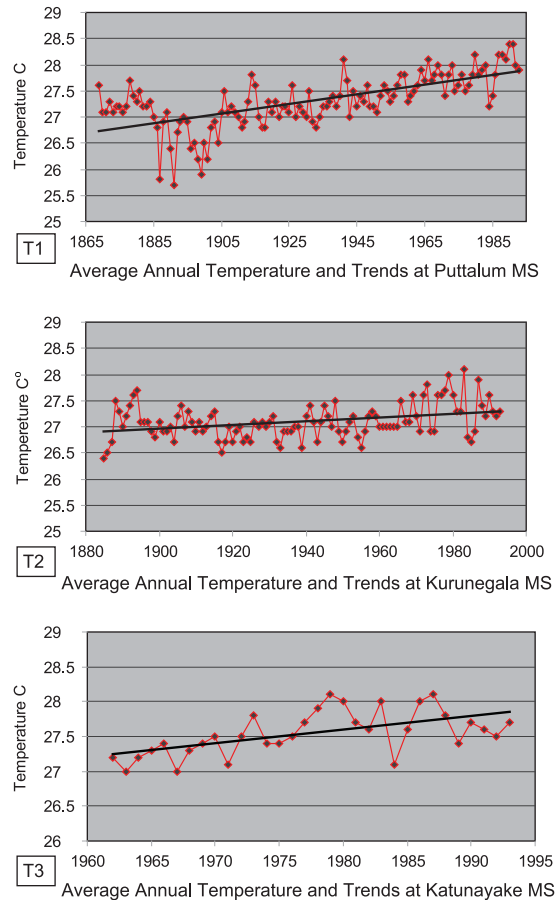 29
28.5
28
27.5
27
26.5
26
25.5
25
Temperature C
1865 1885 1905 1925 1945 1965 1985
T1
Average Annual Temperature and Trends at Puttalum MS
29
28.5
28
27.5
27
26.5
26
25.5
25
Tempereture C°
1880 1900 1920 1940 1960 1980 2000
T2
Average Annual Temperature and Trends at Kurunegala MS
29
28.5
28
27.5
27
26.5
26
Temperature C
1960 1965 1970 1975 1980 1985 1990 1995
T3
Average Annual Temperature and Trends at Katunayake MS